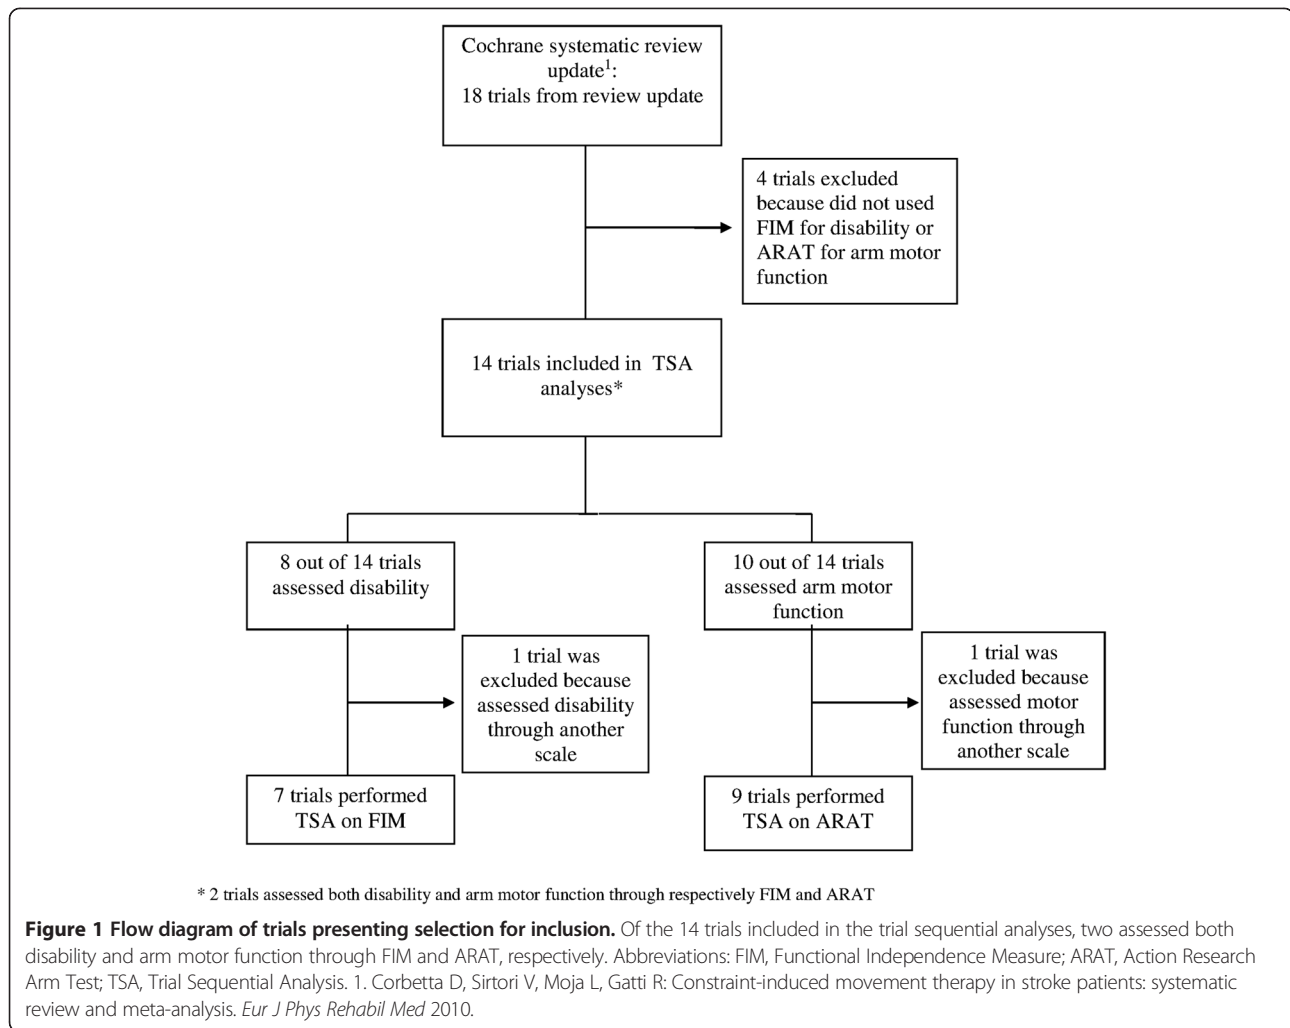 Cochrane systematic review
update1:
18 trials from review update
4 trials excluded
because did not used
FIM for disability or
ARAT for arm motor
function
14 trials included in TSA
analyses*
8 out of 14 trials
assessed disability
10 out of 14 trials
assessed arm motor
function
1 trial was
excluded because
assessed disability
through another
scale
1 trial was
excluded because
assessed motor
function through
another scale
7 trials performed
TSA on FIM
9 trials performed
TSA on ARAT
* 2 trials assessed both disability and arm motor function through respectively FIM and ARAT
Figure 1 Flow diagram of trials presenting selection for inclusion. Of the 14 trials included in the trial sequential analyses, two assessed both
disability and arm motor function through FIM and ARAT, respectively. Abbreviations: FIM, Functional Independence Measure; ARAT, Action Research
Arm Test; TSA, Trial Sequential Analysis. 1. Corbetta D, Sirtori V, Moja L, Gatti R: Constraint-induced movement therapy in stroke patients: systematic
review and meta-analysis. Eur J Phys Rehabil Med 2010.